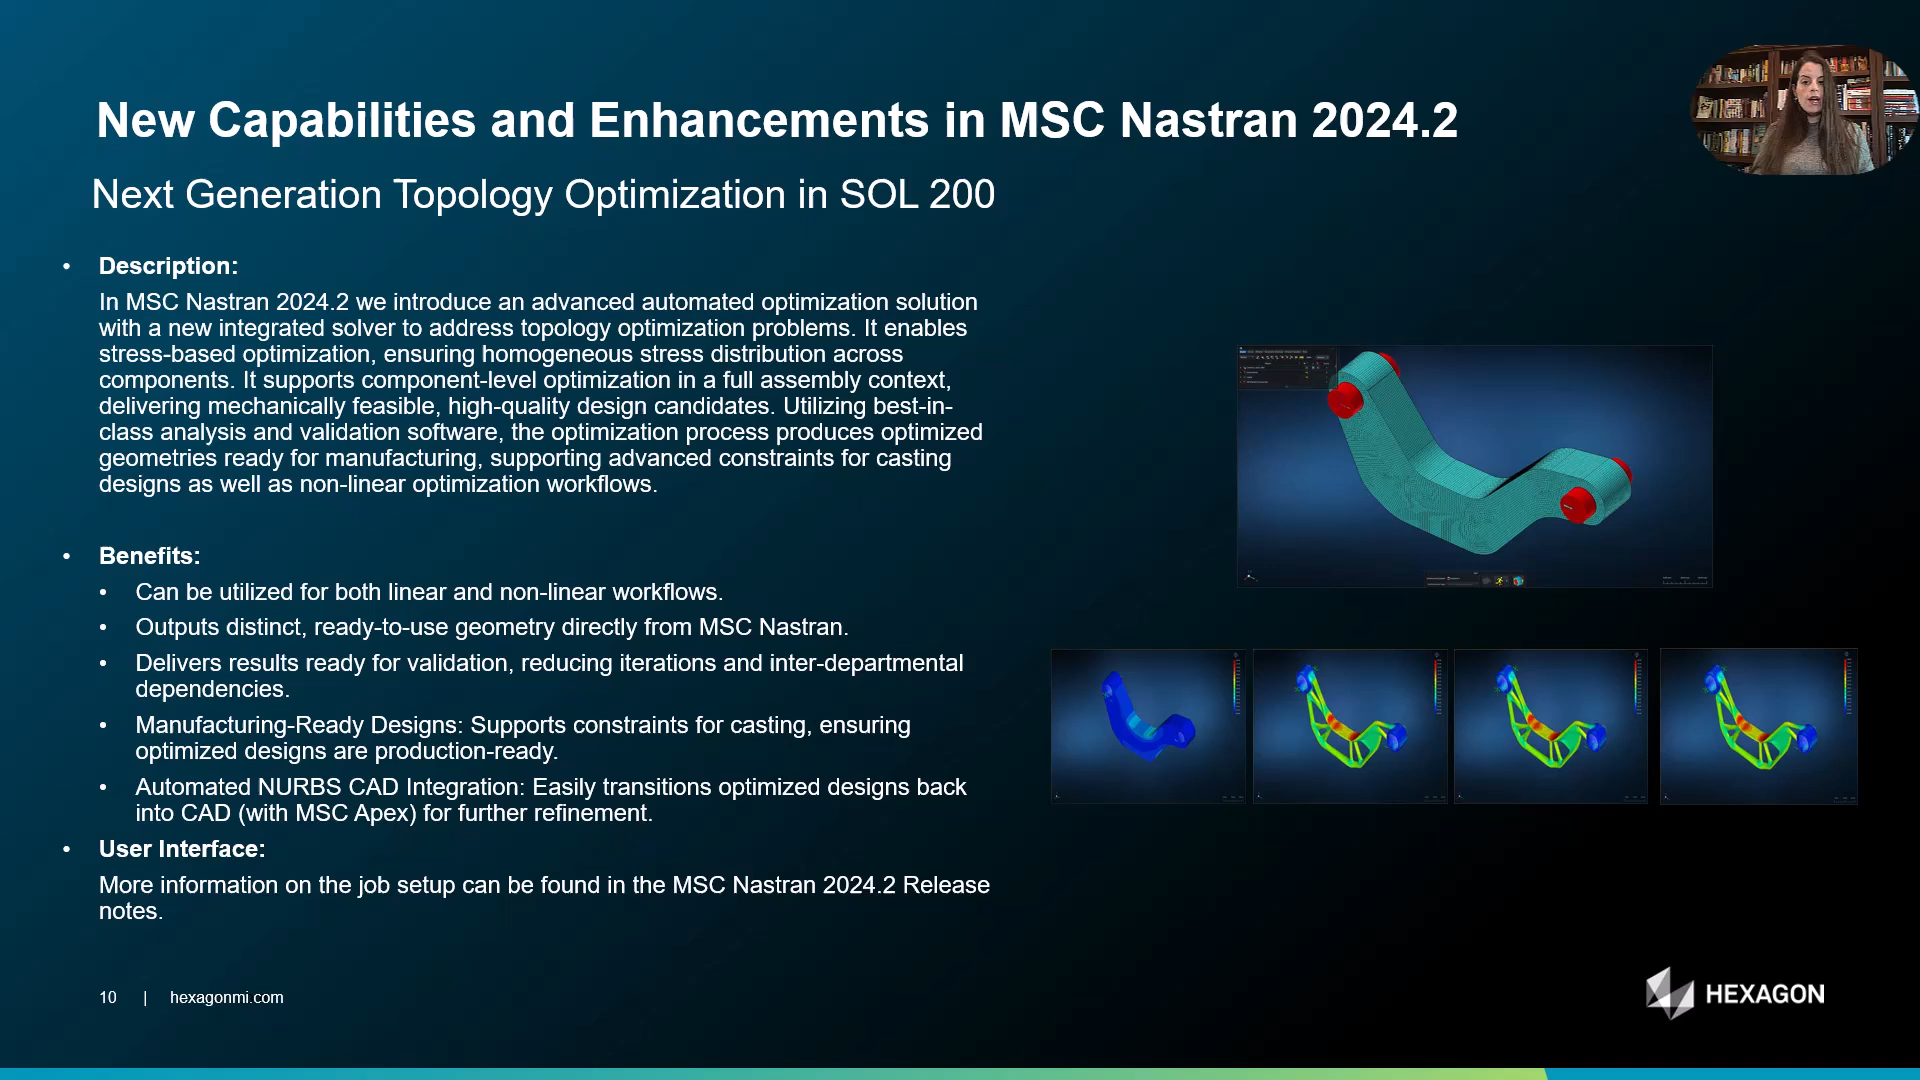 New Capabilities and Enhancements in MSC Nastran 2024.2
Next Generation Topology Optimization in SOL 200
• Description:
In MSC Nastran 2024.2 we introduce an advanced automated optimization solution
with a new integrated solver to address topology optimization problems. It enables
stress-based optimization, ensuring homogeneous stress distribution across
components. It supports component-level optimization in a full assembly context,
delivering mechanically feasible, high-quality design candidates. Utilizing best-in-
class analysis and validation software, the optimization process produces optimized
geometries ready for manufacturing, supporting advanced constraints for casting
designs as well as non-linear optimization workflows.
• Benefits:
• Can be utilized for both linear and non-linear workflows.
• Outputs distinct, ready-to-use geometry directly from MSC Nastran.
• Delivers results ready for validation, reducing iterations and inter-departmental
dependencies.
• Manufacturing-Ready Designs: Supports constraints for casting, ensuring
optimized designs are production-ready.
• Automated NURBS CAD Integration: Easily transitions optimized designs back
into CAD (with MSC Apex) for further refinement.
• User Interface:
More information on the job setup can be found in the MSC Nastran 2024.2 Release
notes.
10 | hexagonmi.com
HEXAGON